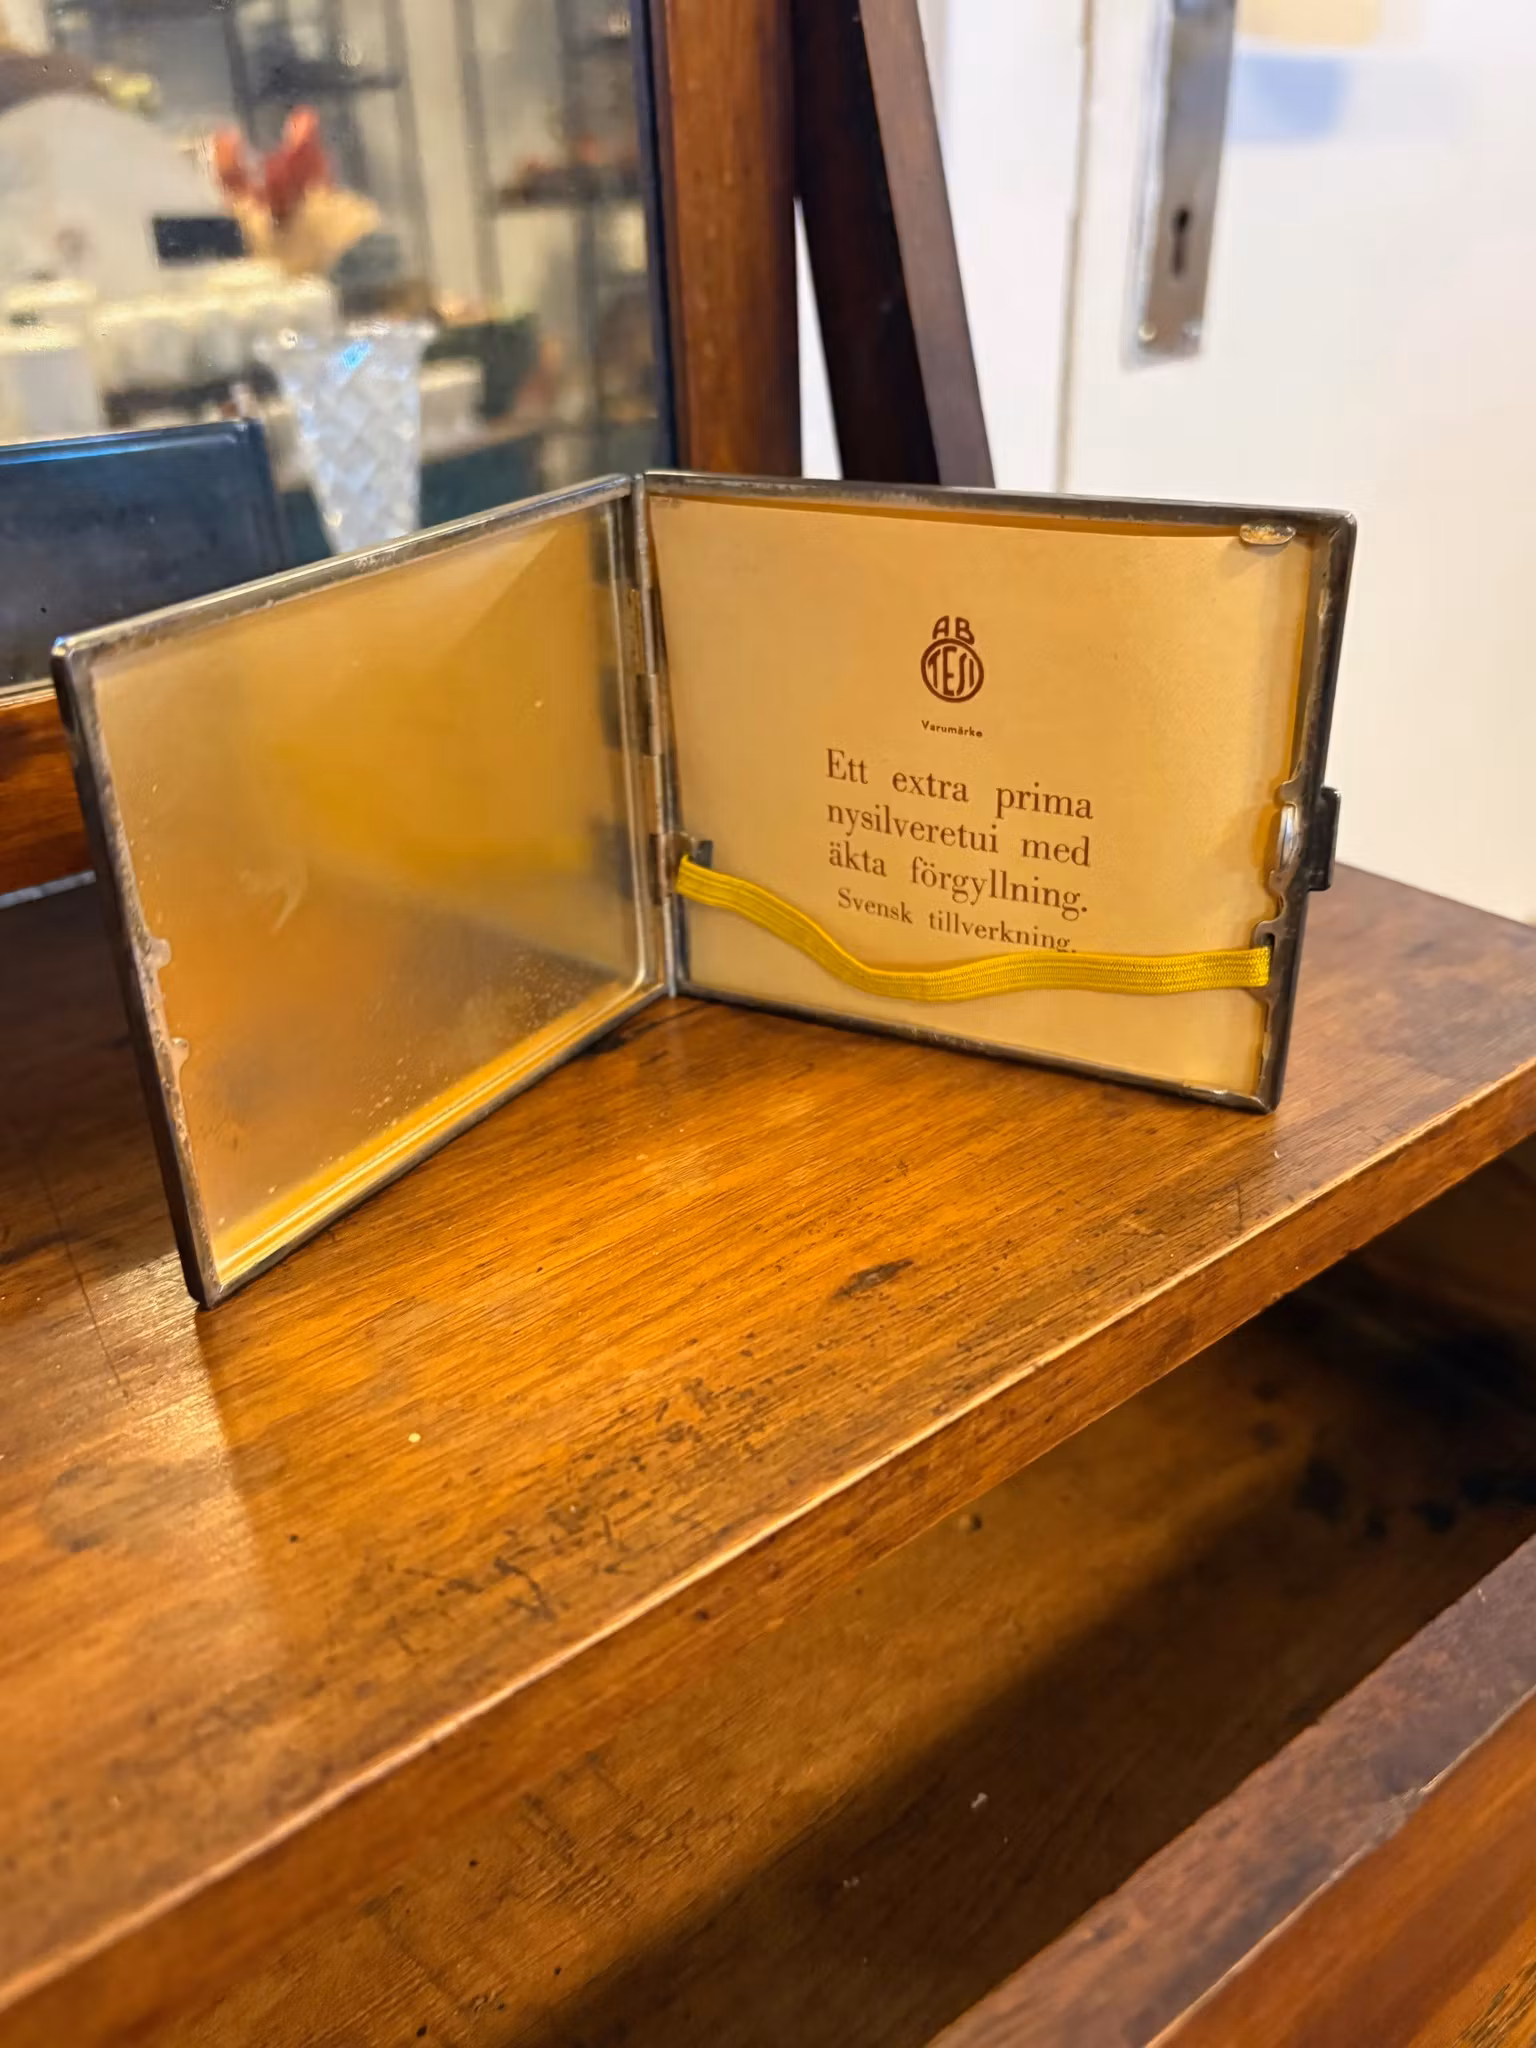 AB
TESI
Varumärke
Ett extra prima
nysilveretui med
äkta förgyllning.
Svensk tillverkning.